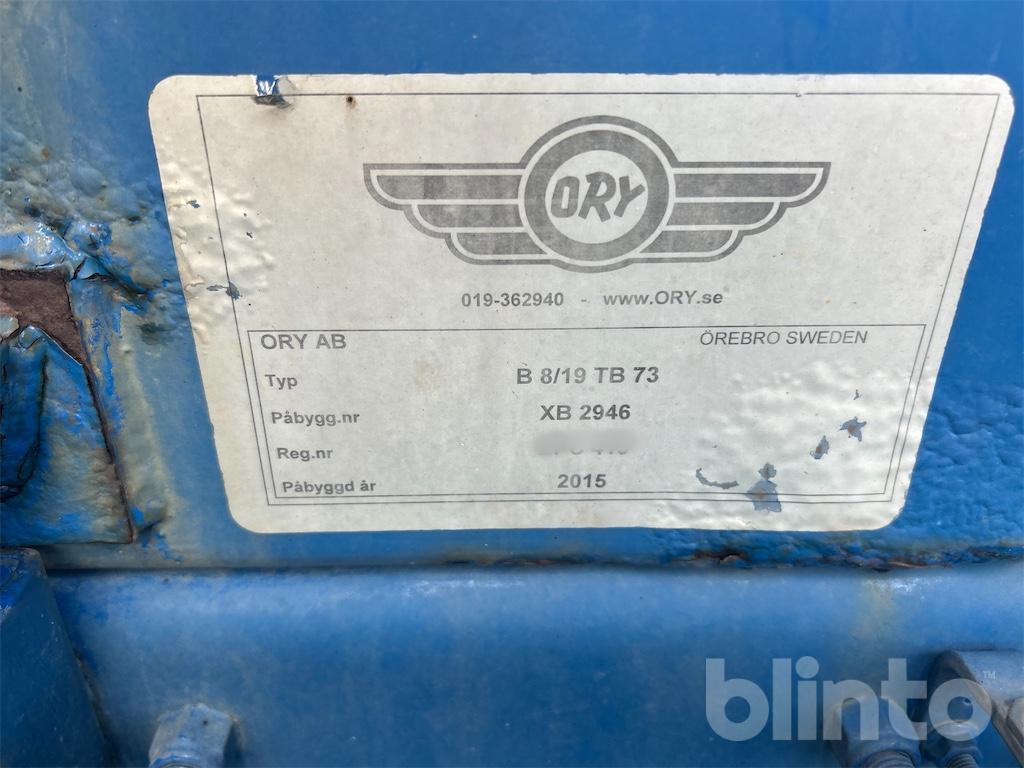 ORY
019-362940 - www.ORY.se
ORY AB ÖREBRO SWEDEN
Typ B 8/19 TB 73
Påbygg.nr XB 2946
Reg.nr
Påbyggd år 2015
blinto™